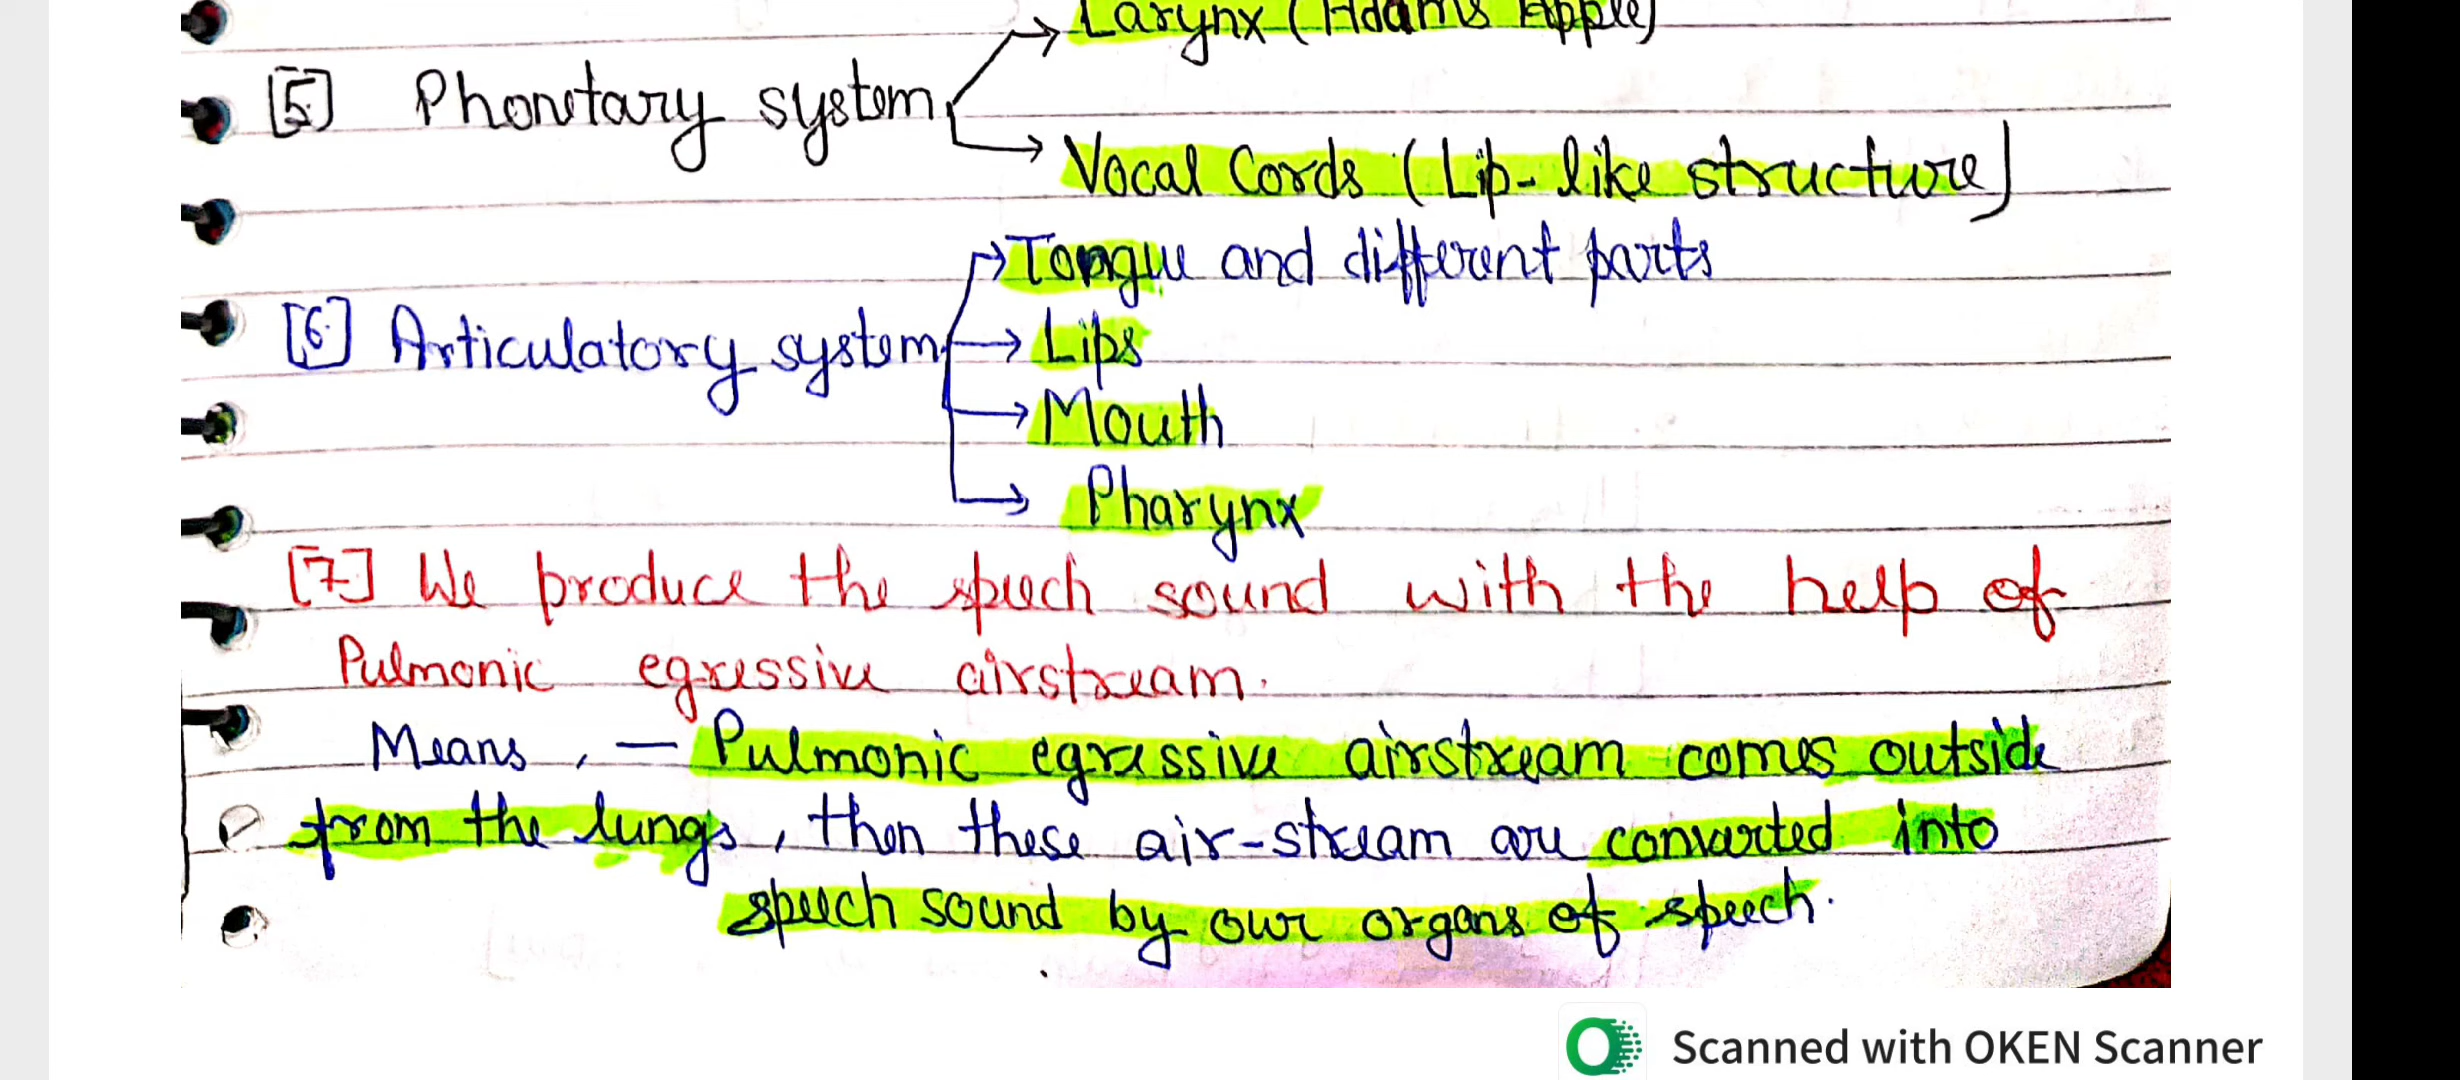 Larynx (Adams Apple)
[5] Phonetary system
Vocal Cords (Lip-like structure)
Tongue and different parts
[6] Articulatory system
Lips
Mouth
Pharynx
[7] We produce the speech sound with the help of
Pulmonic egressive airstream.
Means, — Pulmonic egressive airstream comes outside
from the lungs, then these air-stream are converted into
speech sound by our organs of speech.
Scanned with OKEN Scanner